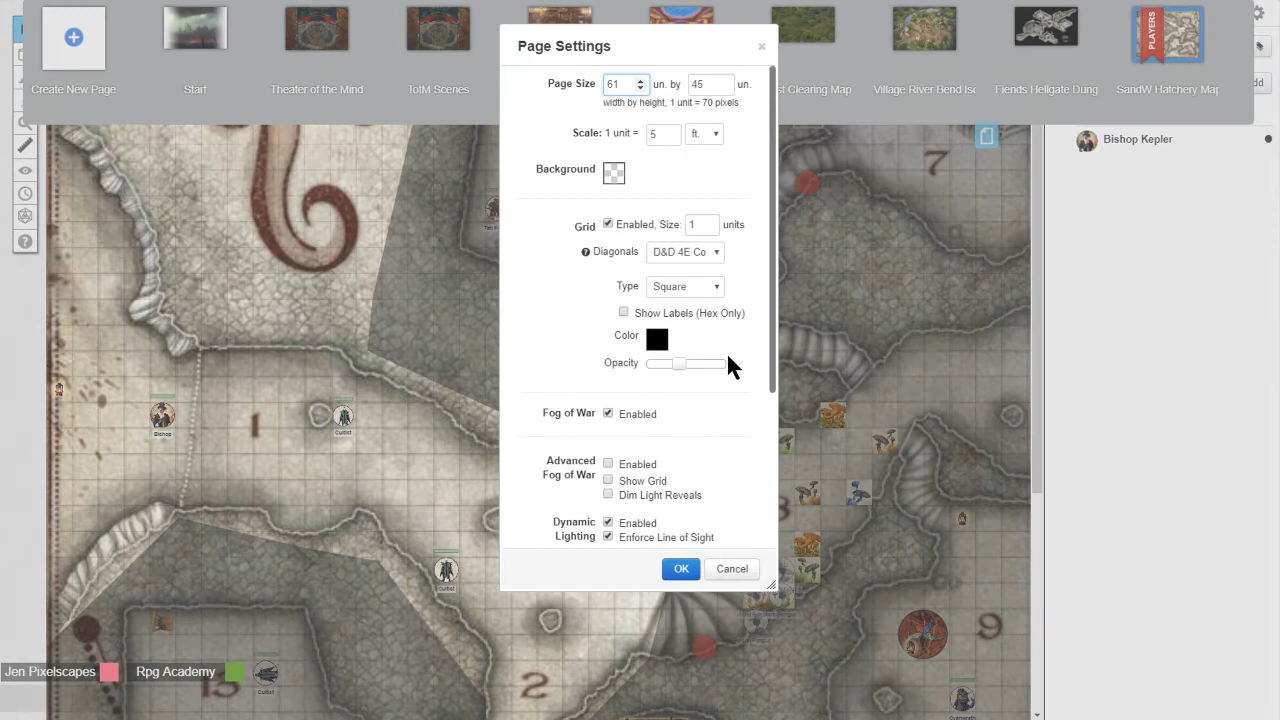 PLAYERS
Create New Page
Start
Theater of the Mind
TotM Scenes
st Clearing Map
Village River Bend Isc
Fiends Hellgate Dung
SandW Hatchery Map
Page Settings
×
Page Size 61 un. by 45 un.
width by height, 1 unit = 70 pixels
Scale: 1 unit = 5 ft.
Background
Grid Enabled, Size: 1 units
Diagonals D&D 4E Co
Type Square
Show Labels (Hex Only)
Color
Opacity
Fog of War Enabled
Advanced Fog of War Enabled
Show Grid
Dim Light Reveals
Dynamic Lighting Enabled
Enforce Line of Sight
OK Cancel
Bishop Kepler
7
1
Bishop
Cultist
Cultist
9
2
13
Cultist
Jen Pixelscapes
Rpg Academy